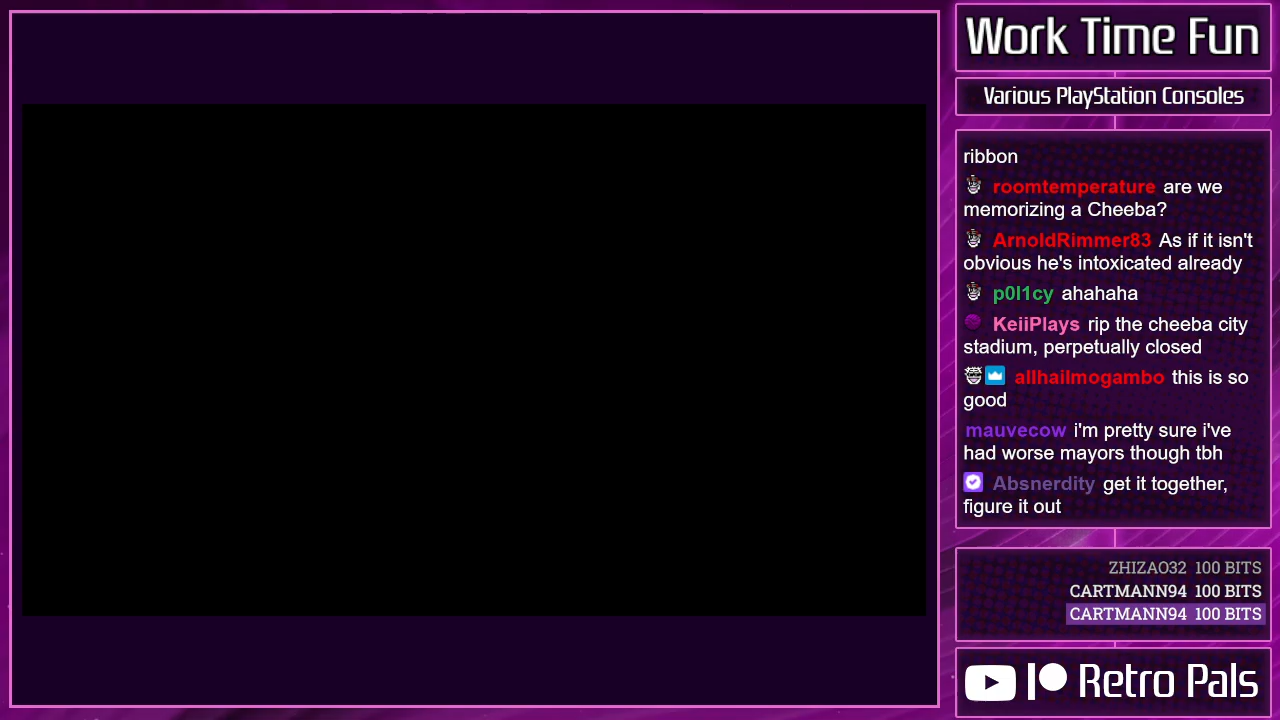 Work Time Fun
Various PlayStation Consoles
ribbon
roomtemperature are we
memorizing a Cheeba?
ArnoldRimmer83 As if it isn't
obvious he's intoxicated already
p0l1cy ahahaha
KeiiPlays rip the cheeba city
stadium, perpetually closed
allhailmogambo this is so
good
mauvecow i'm pretty sure i've
had worse mayors though tbh
Absnerdity get it together,
figure it out
ZHIZAO32 100 BITS
CARTMANN94 100 BITS
CARTMANN94 100 BITS
Retro Pals